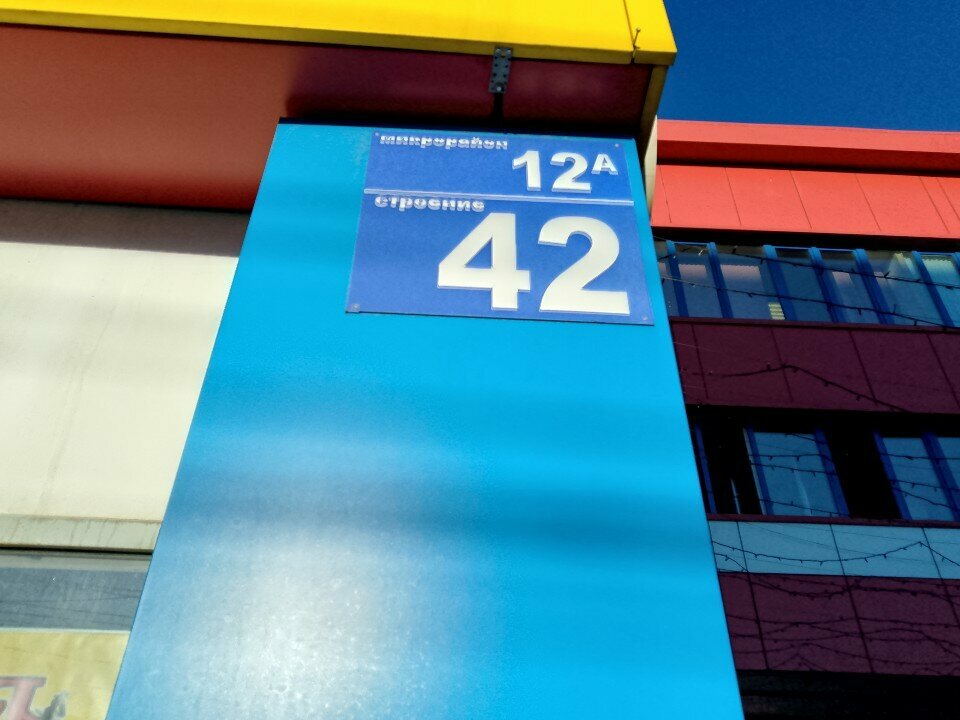 микрорайон
12А
строение
42